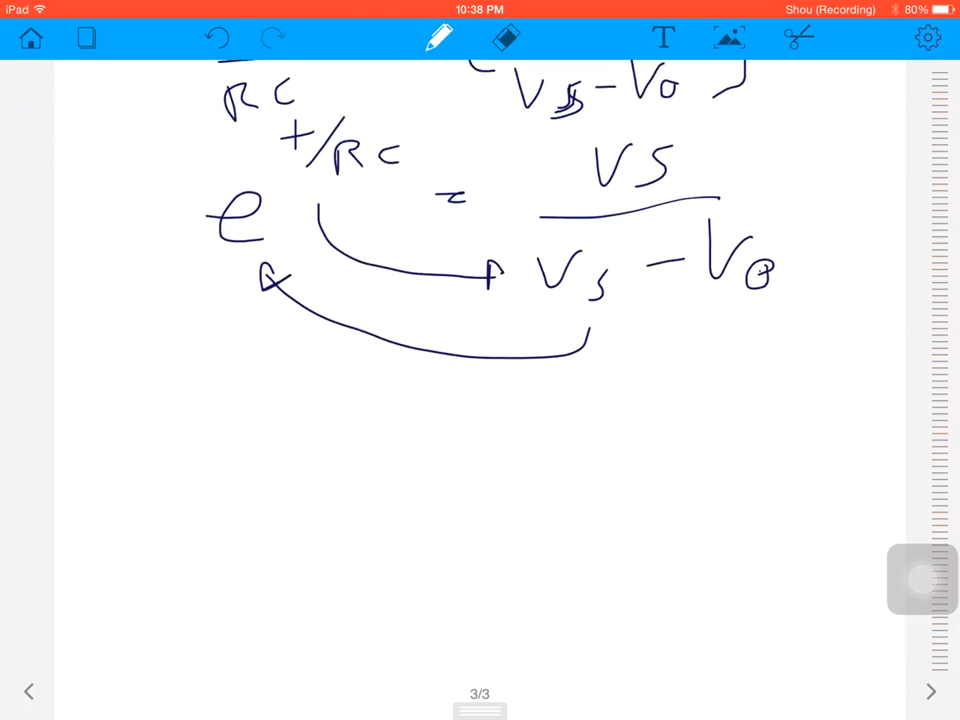 iPad 10:38 PM Shou (Recording) 80%
T
RC Vs - Vo
e +/RC = VS
Vs - Vo
3/3